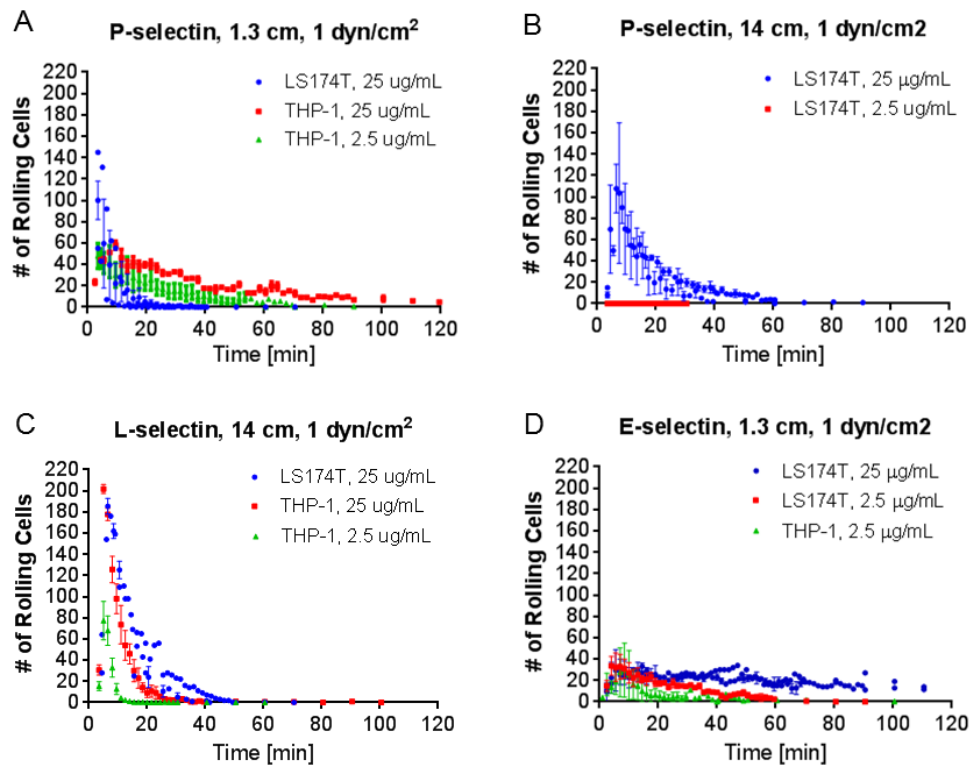 A
P-selectin, 1.3 cm, 1 dyn/cm²
# of Rolling Cells
220
200
180
160
140
120
100
80
60
40
20
0
LS174T, 25 ug/mL
THP-1, 25 ug/mL
THP-1, 2.5 ug/mL
0 20 40 60 80 100 120
Time [min]
B
P-selectin, 14 cm, 1 dyn/cm2
# of Rolling Cells
220
200
180
160
140
120
100
80
60
40
20
0
LS174T, 25 µg/mL
LS174T, 2.5 ug/mL
0 20 40 60 80 100 120
Time [min]
C
L-selectin, 14 cm, 1 dyn/cm²
# of Rolling Cells
220
200
180
160
140
120
100
80
60
40
20
0
LS174T, 25 ug/mL
THP-1, 25 ug/mL
THP-1, 2.5 ug/mL
0 20 40 60 80 100 120
Time [min]
D
E-selectin, 1.3 cm, 1 dyn/cm2
# of Rolling Cells
220
200
180
160
140
120
100
80
60
40
20
0
LS174T, 25 µg/mL
LS174T, 2.5 µg/mL
THP-1, 2.5 µg/mL
0 20 40 60 80 100 120
Time [min]